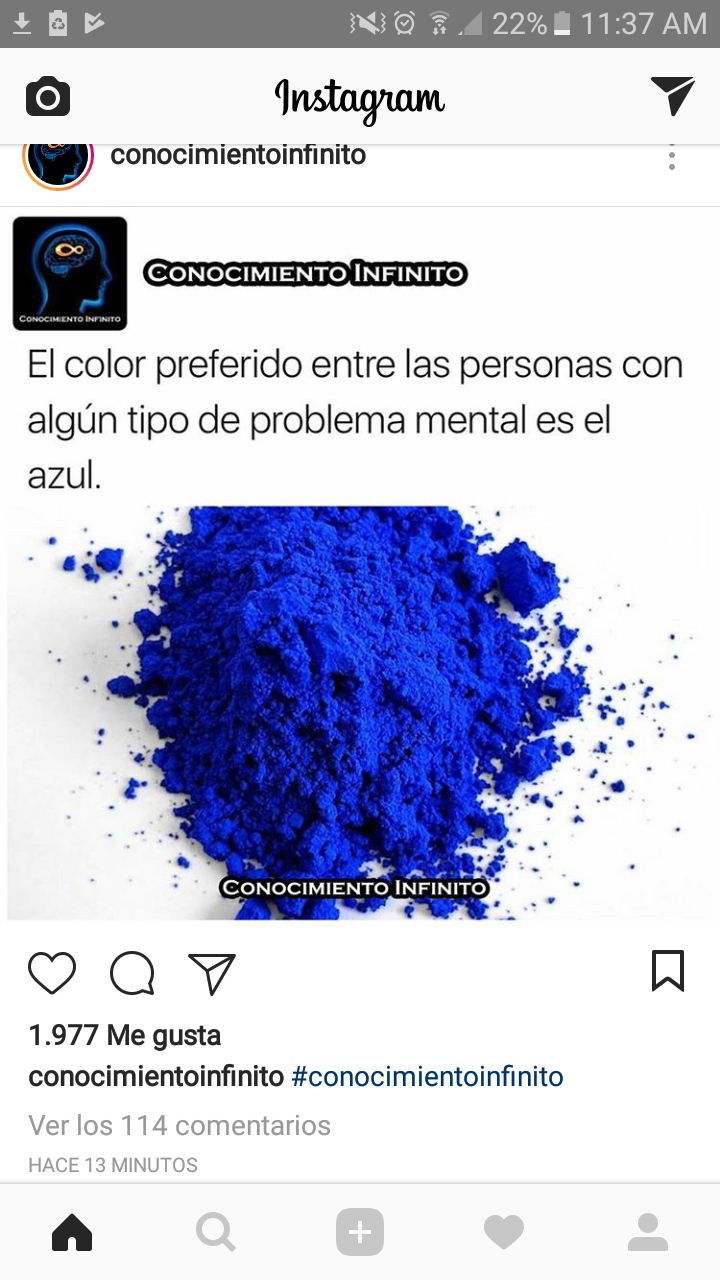 22% 11:37 AM
Instagram
conocimientoinfinito
CONOCIMIENTO INFINITO
CONOCIMIENTO INFINITO
El color preferido entre las personas con
algún tipo de problema mental es el
azul.
CONOCIMIENTO INFINITO
1.977 Me gusta
conocimientoinfinito #conocimientoinfinito
Ver los 114 comentarios
HACE 13 MINUTOS